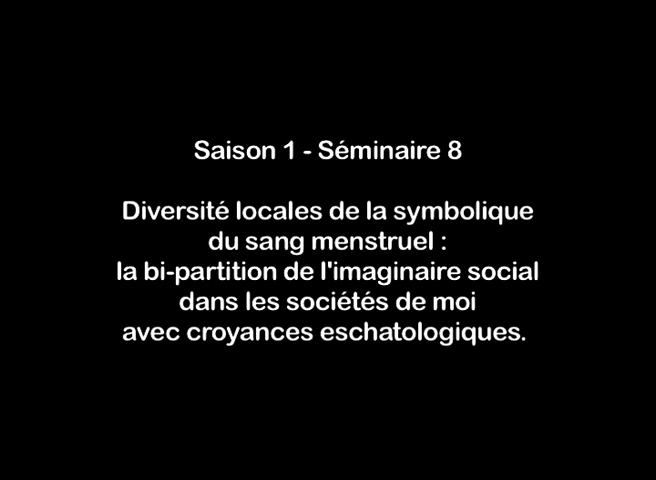 Saison 1 - Séminaire 8
Diversité locales de la symbolique
du sang menstruel :
la bi-partition de l'imaginaire social
dans les sociétés de moi
avec croyances eschatologiques.